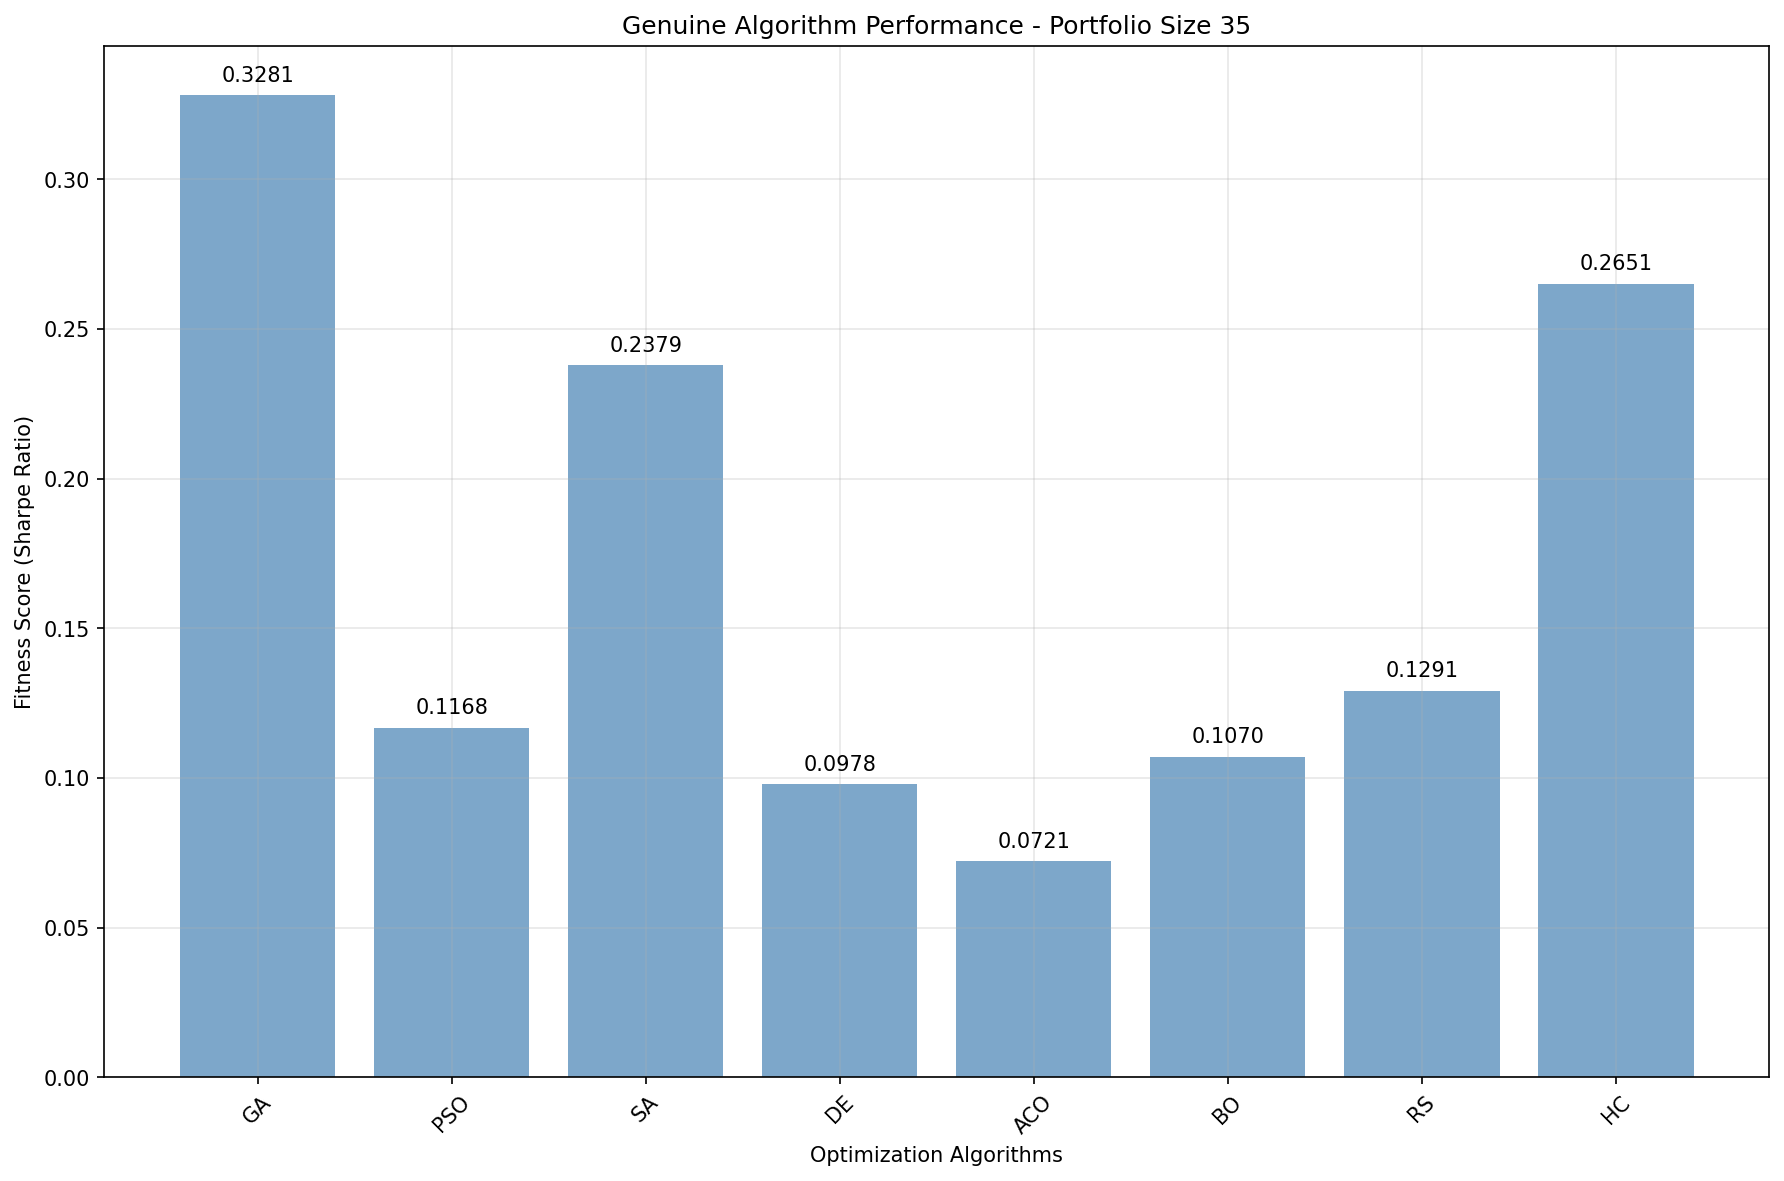 Genuine Algorithm Performance - Portfolio Size 35
0.3281
0.1168
0.2379
0.0978
0.0721
0.1070
0.1291
0.2651
Fitness Score (Sharpe Ratio)
0.30
0.25
0.20
0.15
0.10
0.05
0.00
GA
PSO
SA
DE
ACO
BO
RS
HC
Optimization Algorithms